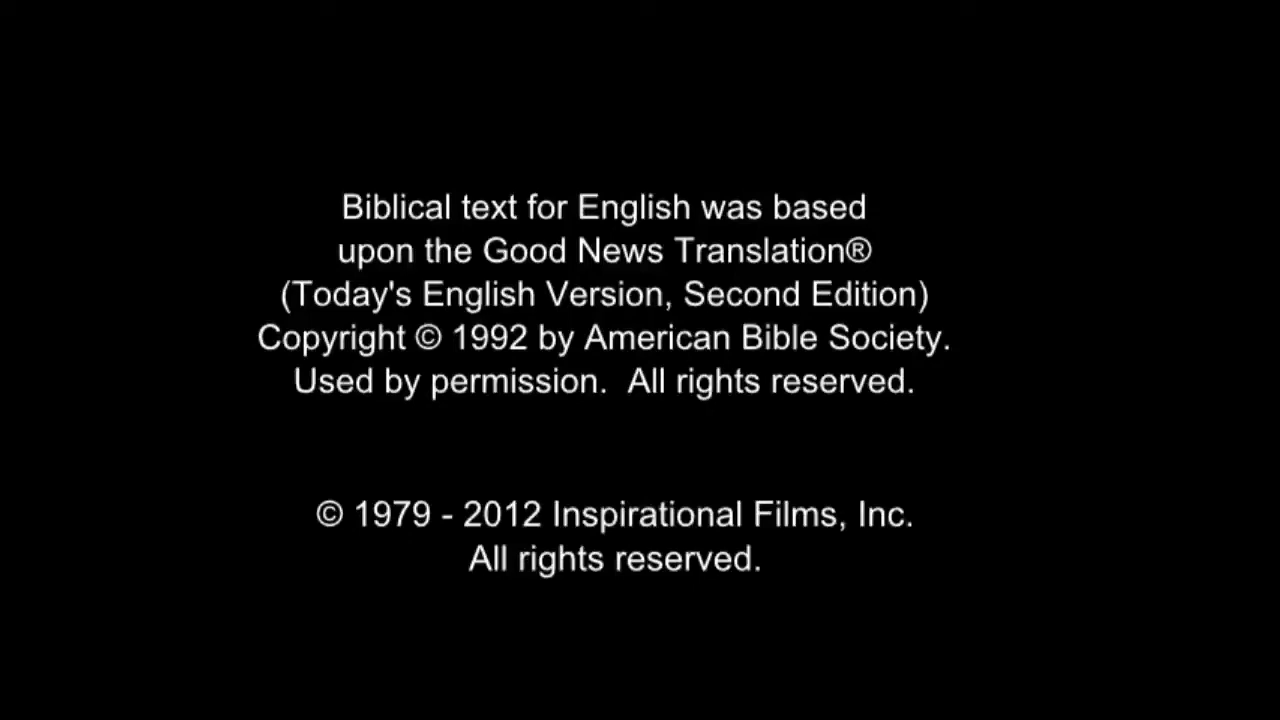 Biblical text for English was based
upon the Good News Translation®
(Today's English Version, Second Edition)
Copyright © 1992 by American Bible Society.
Used by permission.  All rights reserved.
© 1979 - 2012 Inspirational Films, Inc.
All rights reserved.